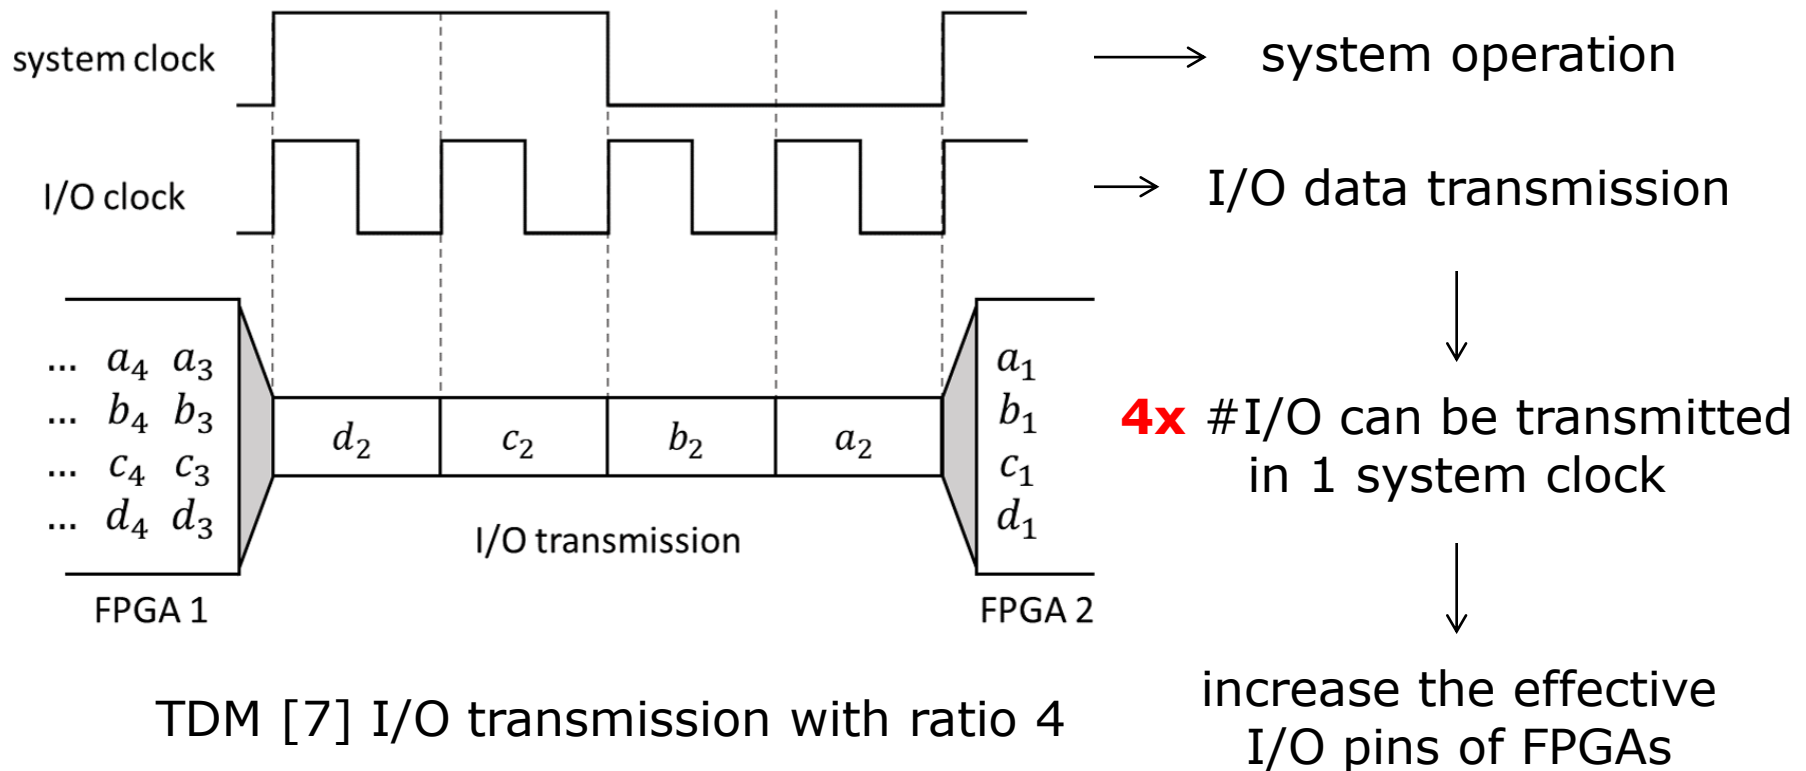 system clock
system operation
I/O clock
I/O data transmission
... a₄ a₃
... b₄ b₃
... c₄ c₃
... d₄ d₃
d₂ c₂ b₂ a₂
a₁
b₁
c₁
d₁
I/O transmission
FPGA 1
FPGA 2
4x #I/O can be transmitted
in 1 system clock
increase the effective
I/O pins of FPGAs
TDM [7] I/O transmission with ratio 4